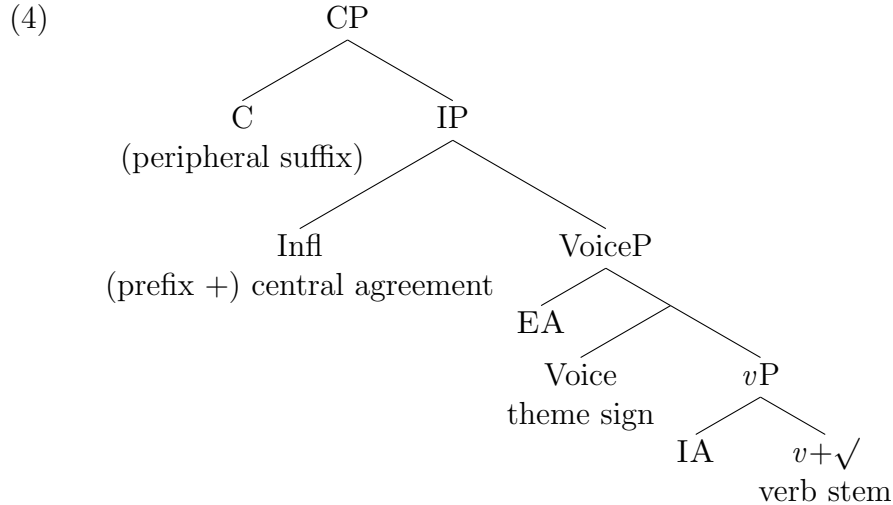 (4)
CP
C IP
(peripheral suffix)
Infl VoiceP
(prefix +) central agreement
EA
Voice vP
theme sign
IA v+√
verb stem